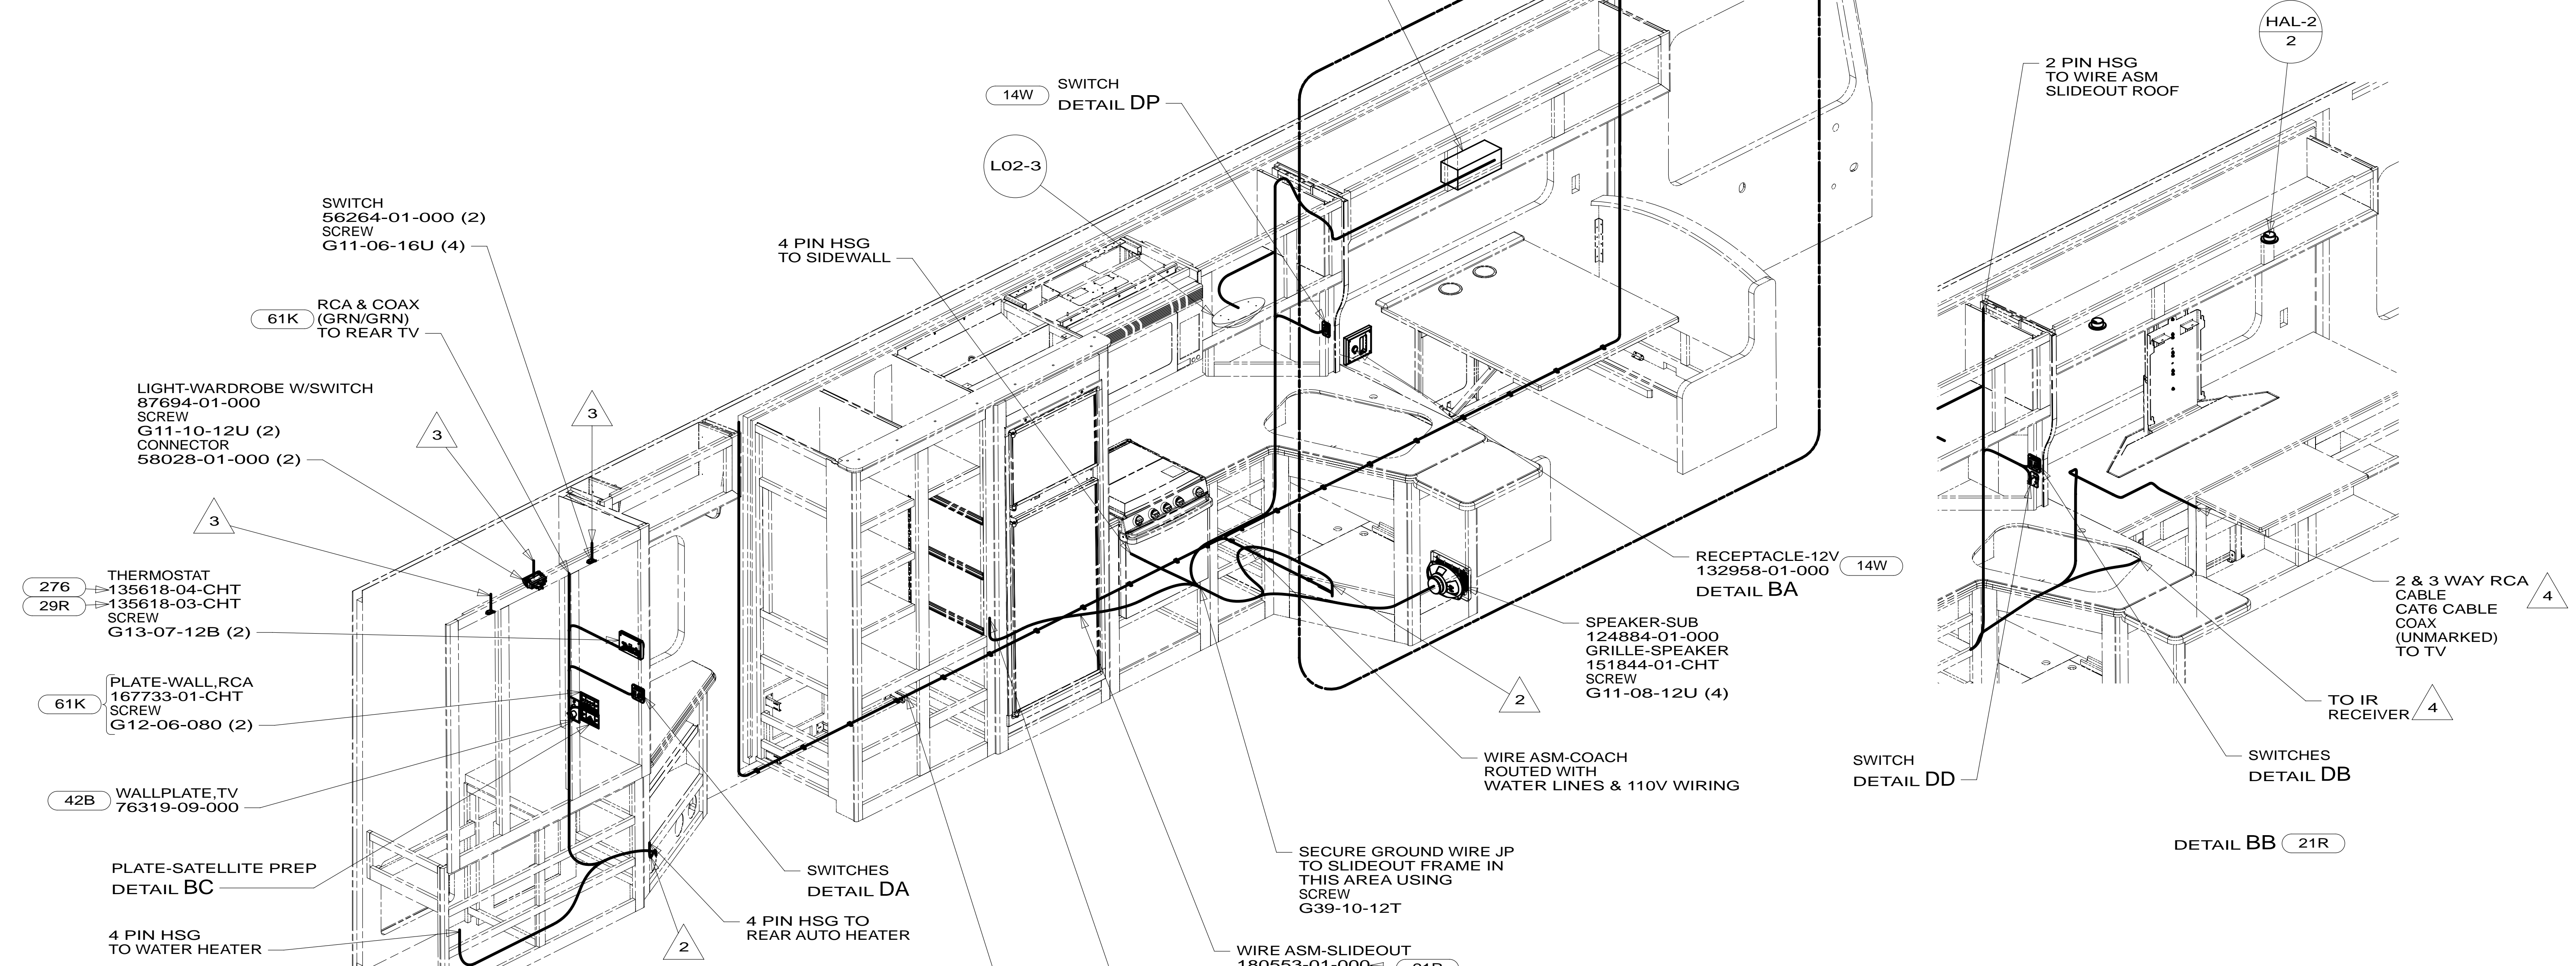 HAL-2
2
2 PIN HSG
TO WIRE ASM
SLIDEOUT ROOF
SWITCH
14W
DETAIL DP
L02-3
SWITCH
56264-01-000 (2)
SCREW
G11-06-16U (4)
4 PIN HSG
TO SIDEWALL
RCA & COAX
61K
(GRN/GRN)
TO REAR TV
LIGHT-WARDROBE W/SWITCH
87694-01-000
SCREW
G11-10-12U (2)
CONNECTOR
58028-01-000 (2)
3
3
3
THERMOSTAT
276
135618-04-CHT
29R
135618-03-CHT
SCREW
G13-07-12B (2)
61K
PLATE-WALL,RCA
167733-01-CHT
SCREW
G12-06-080 (2)
42B
WALLPLATE,TV
76319-09-000
PLATE-SATELLITE PREP
DETAIL BC
4 PIN HSG
TO WATER HEATER
SWITCHES
DETAIL DA
4 PIN HSG TO
REAR AUTO HEATER
2
RECEPTACLE-12V
132958-01-000
14W
DETAIL BA
SPEAKER-SUB
124884-01-000
GRILLE-SPEAKER
151844-01-CHT
SCREW
G11-08-12U (4)
2
WIRE ASM-COACH
ROUTED WITH
WATER LINES & 110V WIRING
SECURE GROUND WIRE JP
TO SLIDEOUT FRAME IN
THIS AREA USING
SCREW
G39-10-12T
WIRE ASM-SLIDEOUT
180553-01-000
2 & 3 WAY RCA
CABLE
CAT6 CABLE
COAX
(UNMARKED)
TO TV
4
TO IR
RECEIVER
4
SWITCHES
DETAIL DB
SWITCH
DETAIL DD
DETAIL BB
21R